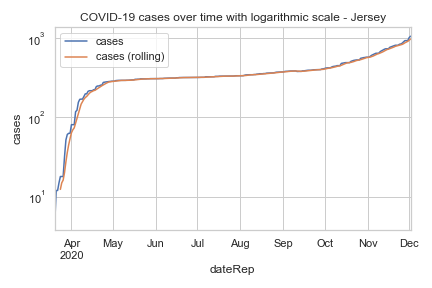 COVID-19 cases over time with logarithmic scale - Jersey
cases
cases (rolling)
10³
10²
10¹
cases
Apr
2020
May
Jun
Jul
Aug
Sep
Oct
Nov
Dec
dateRep